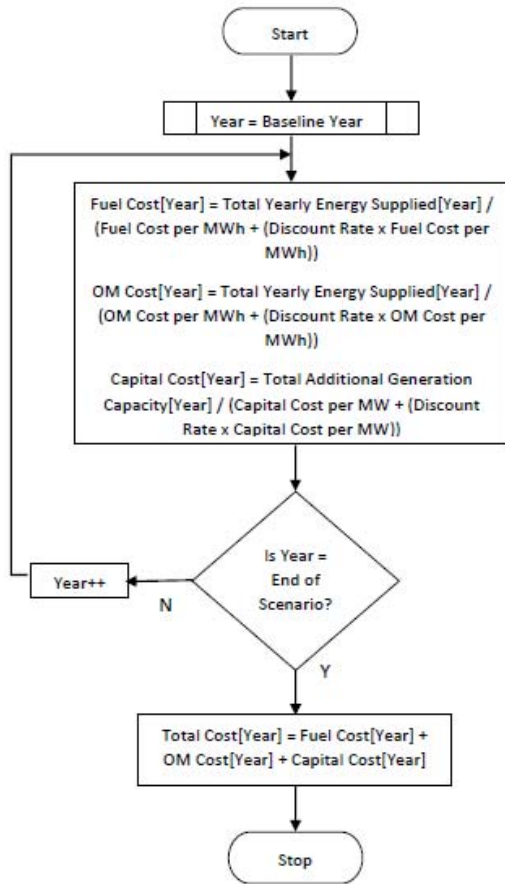 Start
Year = Baseline Year
Fuel Cost[Year] = Total Yearly Energy Supplied[Year] /
(Fuel Cost per MWh + (Discount Rate x Fuel Cost per
MWh))
OM Cost[Year] = Total Yearly Energy Supplied[Year] /
(OM Cost per MWh + (Discount Rate x OM Cost per
MWh))
Capital Cost[Year] = Total Additional Generation
Capacity[Year] / (Capital Cost per MW + (Discount
Rate x Capital Cost per MW))
Is Year =
End of
Scenario?
Year++
N
Y
Total Cost[Year] = Fuel Cost[Year] +
OM Cost[Year] + Capital Cost[Year]
Stop